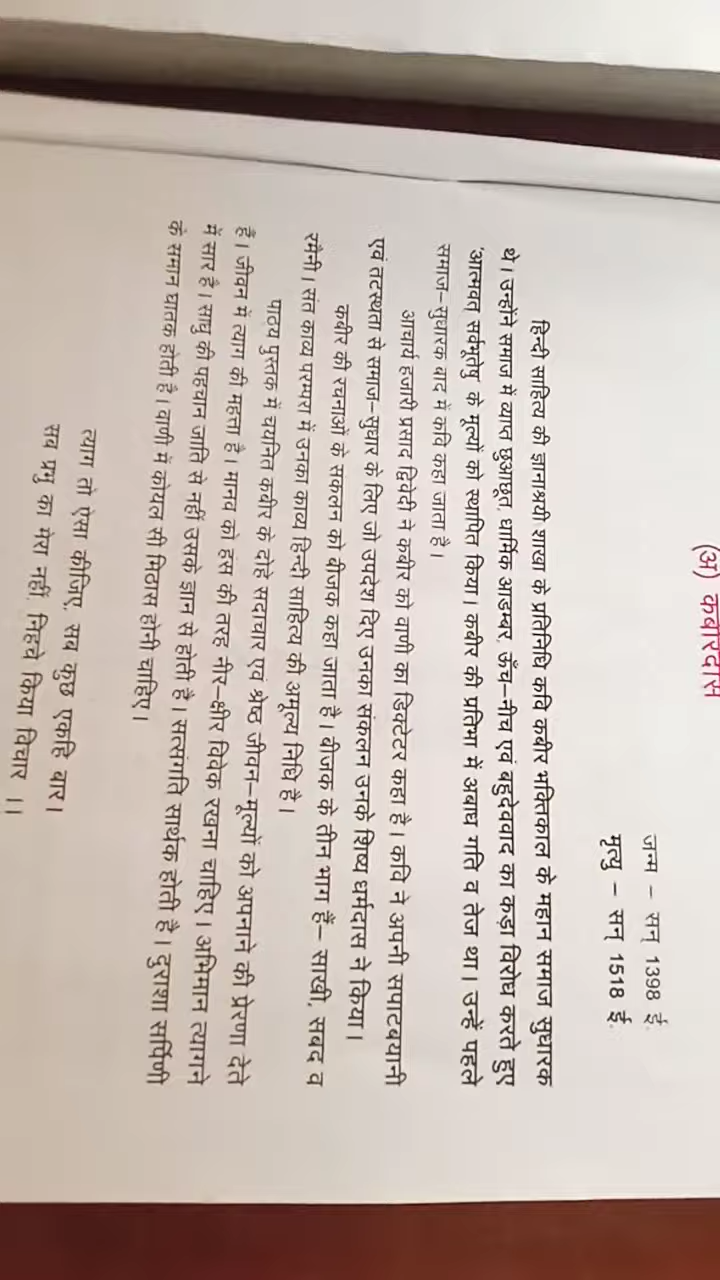 (अ) कबीरदास
जन्म – सन् 1398 ई.
मृत्यु – सन् 1518 ई.
हिन्दी साहित्य की ज्ञानाश्रयी शाखा के प्रतिनिधि कवि कबीर भक्तिकाल के महान समाज सुधारक
थे। उन्होंने समाज में व्याप्त छुआछूत, धार्मिक आडम्बर, ऊँच–नीच एवं बहुदेववाद का कड़ा विरोध करते हुए
'आत्मवत् सर्वभूतेषु' के मूल्यों को स्थापित किया। कबीर की प्रतिभा में अबाध गति व तेज था। उन्हें पहले
समाज–सुधारक बाद में कवि कहा जाता है।
आचार्य हजारी प्रसाद द्विवेदी ने कबीर को वाणी का डिक्टेटर कहा है। कवि ने अपनी सपाटबयानी
एवं तटस्थता से समाज–सुधार के लिए जो उपदेश दिए उनका संकलन उनके शिष्य धर्मदास ने किया।
कबीर की रचनाओं के संकलन को बीजक कहा जाता है। बीजक के तीन भाग हैं– साखी, सबद व
रमैनी। संत काव्य परम्परा में उनका काव्य हिन्दी साहित्य की अमूल्य निधि है।
पाठ्य पुस्तक में चयनित कबीर के दोहे सदाचार एवं श्रेष्ठ जीवन–मूल्यों को अपनाने की प्रेरणा देते
हैं। जीवन में त्याग की महता है। मानव को हंस की तरह नीर–क्षीर विवेक रखना चाहिए। अभिमान त्यागने
में सार है। साधु की पहचान जाति से नहीं उसके ज्ञान से होती है। सत्संगति सार्थक होती है। दुराशा सर्पिणी
के समान घातक होती है। वाणी में कोयल सी मिठास होनी चाहिए।
त्याग तो ऐसा कीजिए, सब कुछ एकहि बार।
सब प्रभु का मेरा नहीं, निहचे किया विचार ।।